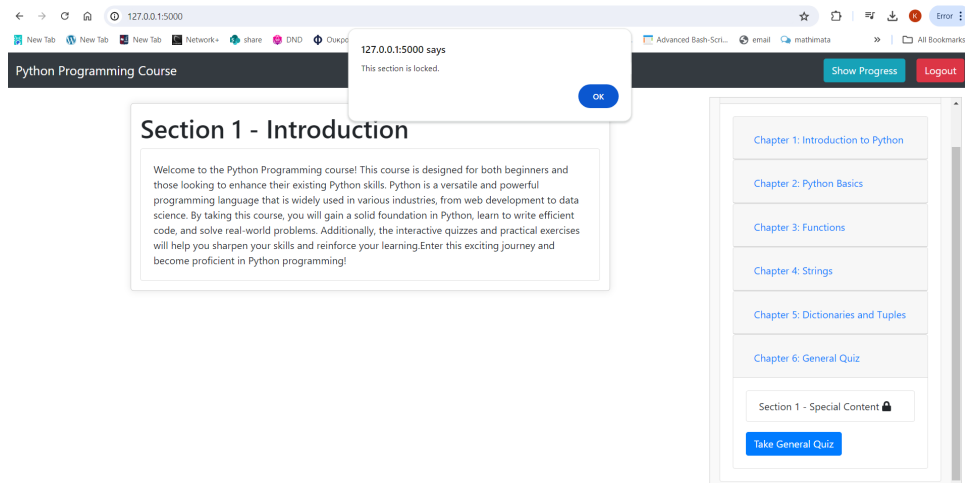 127.0.0.1:5000
Error
New Tab
New Tab
New Tab
Network+
share
DND
Advanced Bash-Scri...
email
mathimata
»
All Bookmarks
127.0.0.1:5000 says
This section is locked.
OK
Python Programming Course
Show Progress
Logout
Section 1 - Introduction
Welcome to the Python Programming course! This course is designed for both beginners and
those looking to enhance their existing Python skills. Python is a versatile and powerful
programming language that is widely used in various industries, from web development to data
science. By taking this course, you will gain a solid foundation in Python, learn to write efficient
code, and solve real-world problems. Additionally, the interactive quizzes and practical exercises
will help you sharpen your skills and reinforce your learning.Enter this exciting journey and
become proficient in Python programming!
Chapter 1: Introduction to Python
Chapter 2: Python Basics
Chapter 3: Functions
Chapter 4: Strings
Chapter 5: Dictionaries and Tuples
Chapter 6: General Quiz
Section 1 - Special Content
Take General Quiz